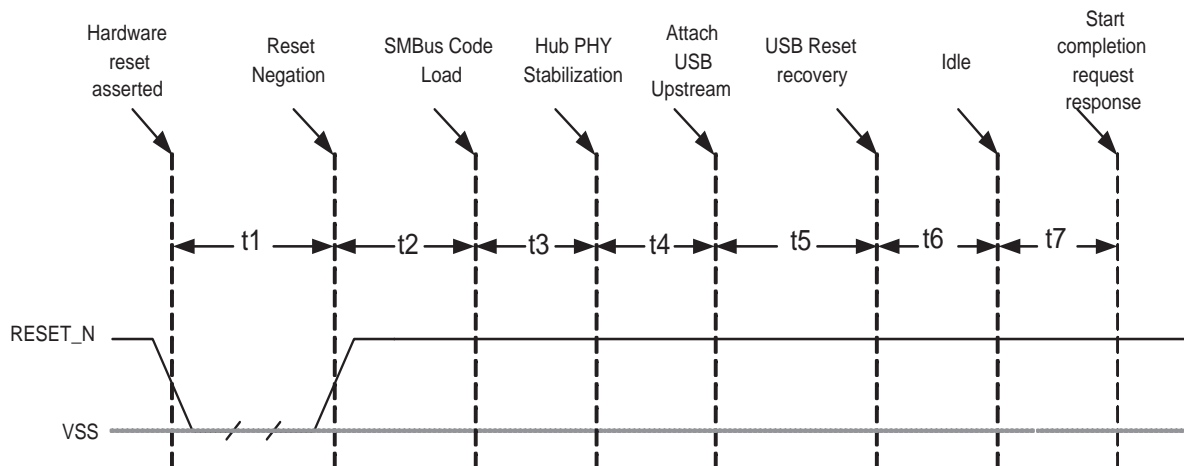 Hardware
reset
asserted
Reset
Negation
SMBus Code
Load
Hub PHY
Stabilization
Attach
USB
Upstream
USB Reset
recovery
Idle
Start
completion
request
response
t1
t2
t3
t4
t5
t6
t7
RESET_N
VSS